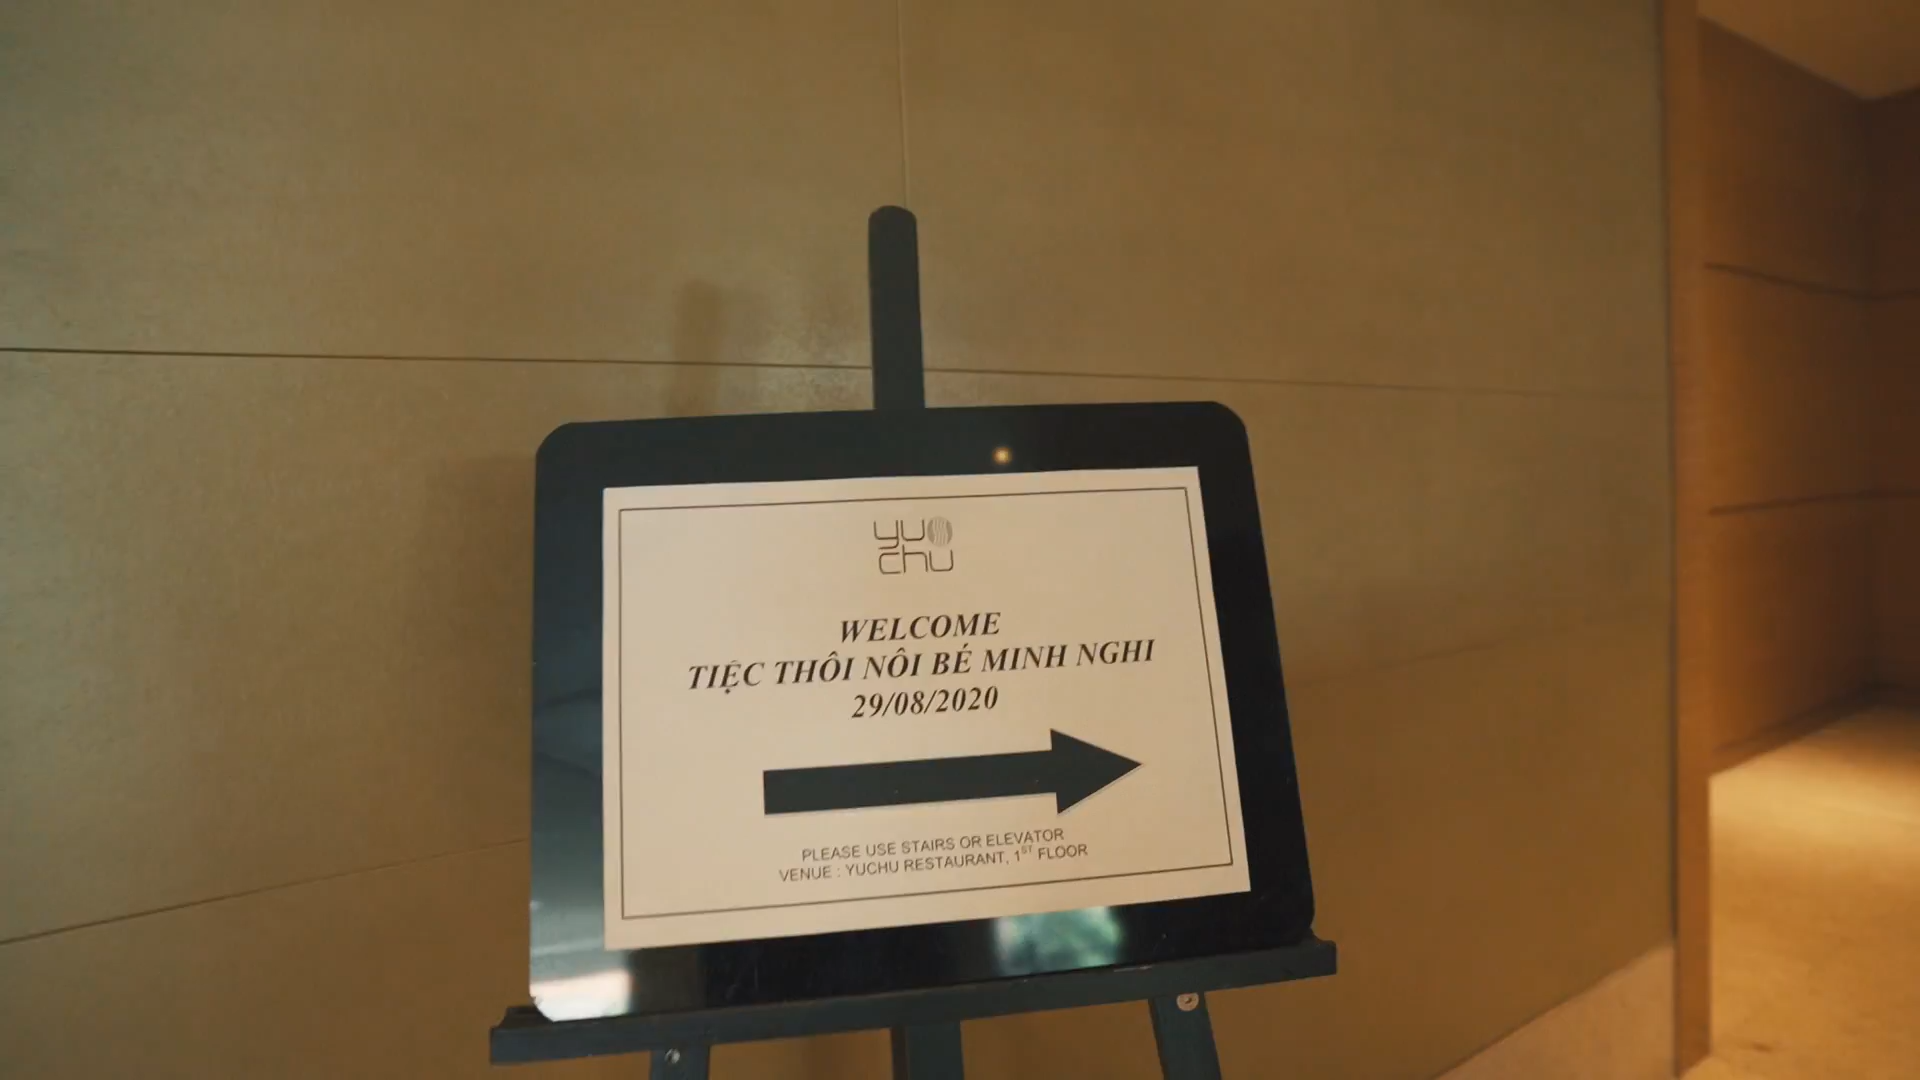 yu
chu
WELCOME
TIỆC THÔI NÔI BÉ MINH NGHI
29/08/2020
PLEASE USE STAIRS OR ELEVATOR
VENUE : YUCHU RESTAURANT, 1ST FLOOR